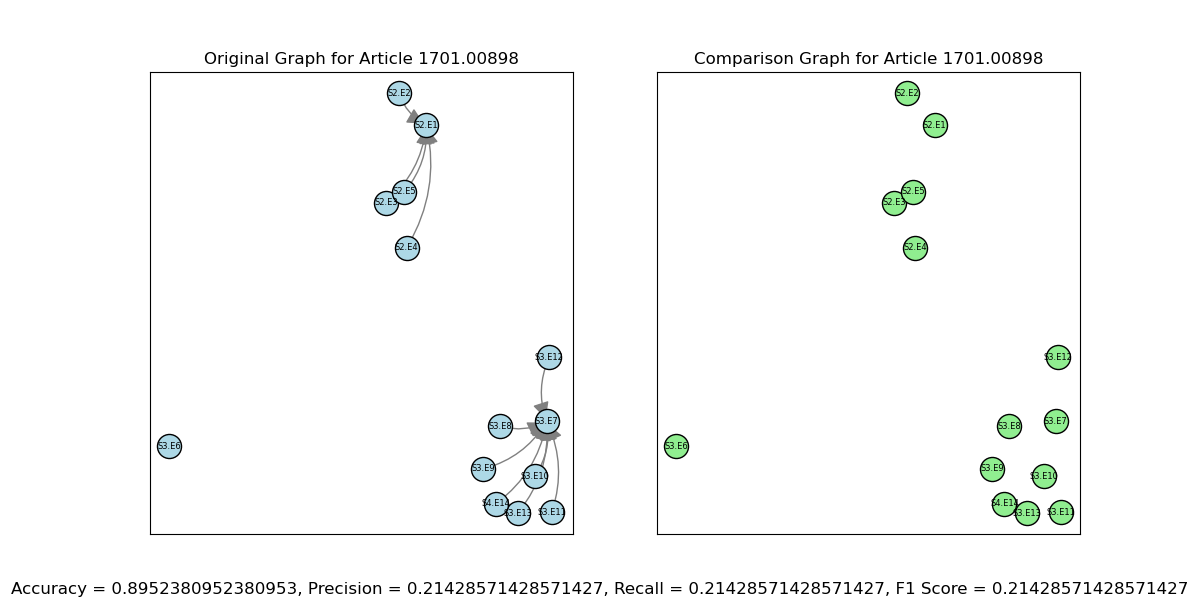 Original Graph for Article 1701.00898
S2.E2
S2.E1
S2.E5
S2.E3
S2.E4
S3.E12
S3.E7
S3.E8
S3.E6
S3.E9
S3.E10
S4.E14
S3.E13
S3.E11
Comparison Graph for Article 1701.00898
S2.E2
S2.E1
S2.E5
S2.E3
S2.E4
S3.E12
S3.E7
S3.E8
S3.E6
S3.E9
S3.E10
S4.E14
S3.E13
S3.E11
Accuracy = 0.8952380952380953, Precision = 0.21428571428571427, Recall = 0.21428571428571427, F1 Score = 0.21428571428571427